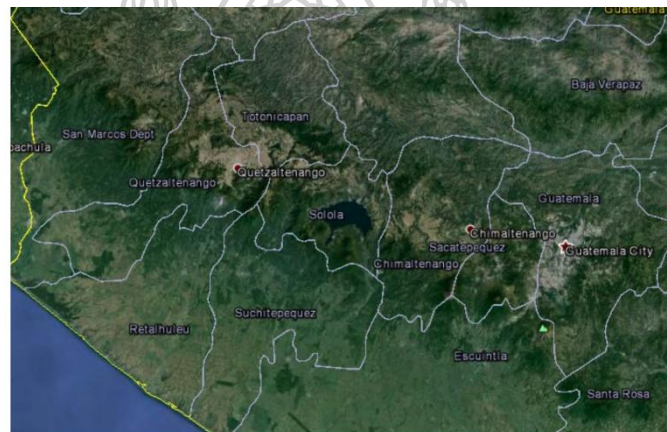 Guatemala
Baja Verapaz
Totonicapan
San Marcos Dept
pachula
Quetzaltenango
Quetzaltenango
Guatemala
Solola
Chimaltenango
Sacatepequez
Guatemala City
Chimaltenango
Suchitepequez
Retalhuleu
Escuintla
Santa Rosa